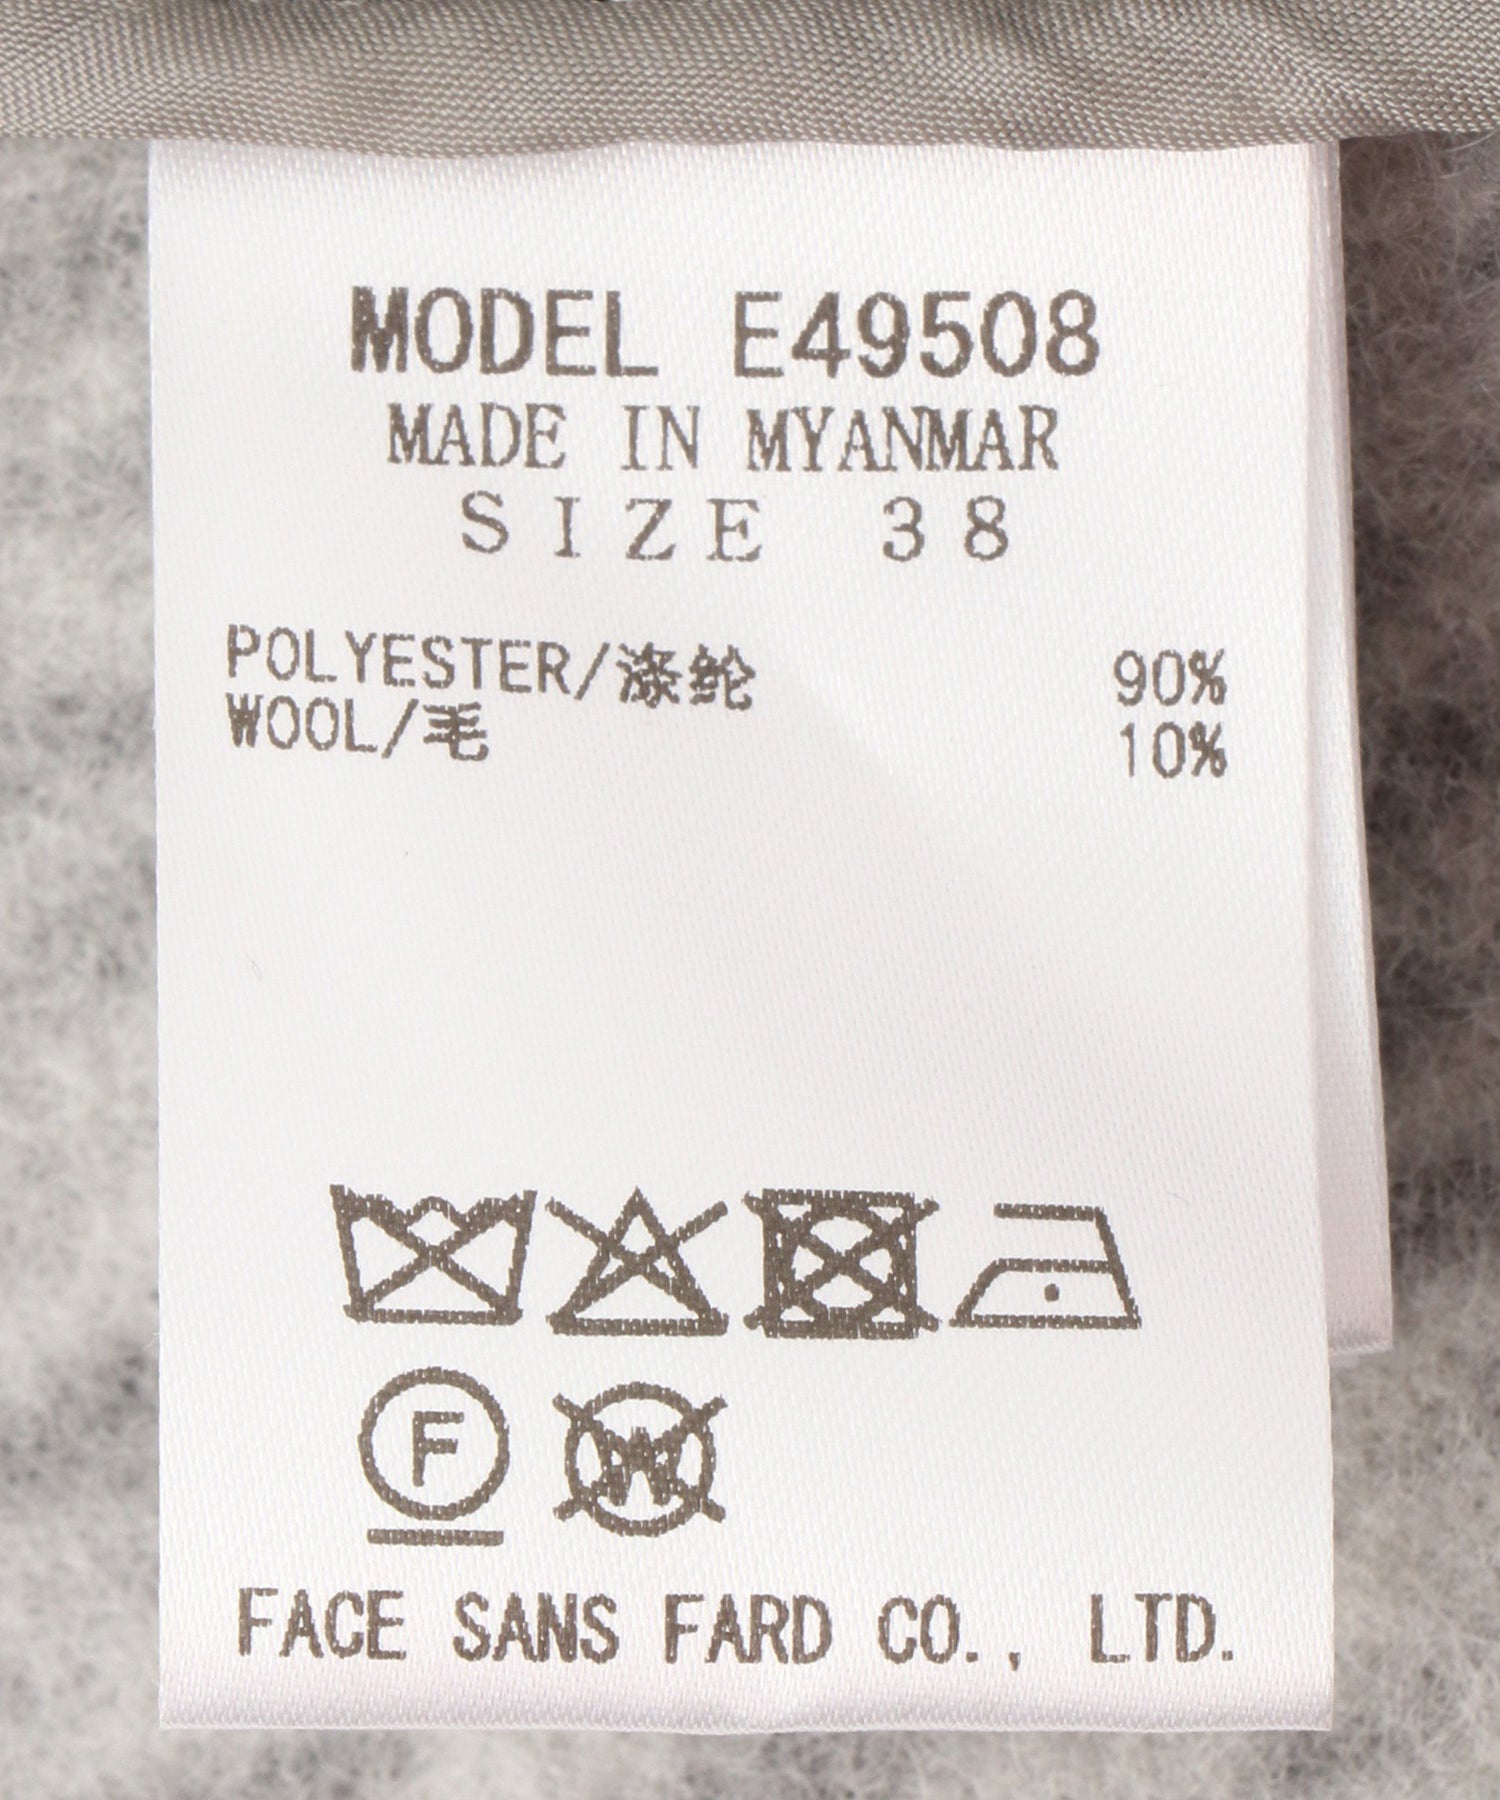 MODEL E49508
MADE IN MYANMAR
SIZE 38
POLYESTER/涤纶 90%
WOOL/毛 10%
F W
FACE SANS FARD CO., LTD.